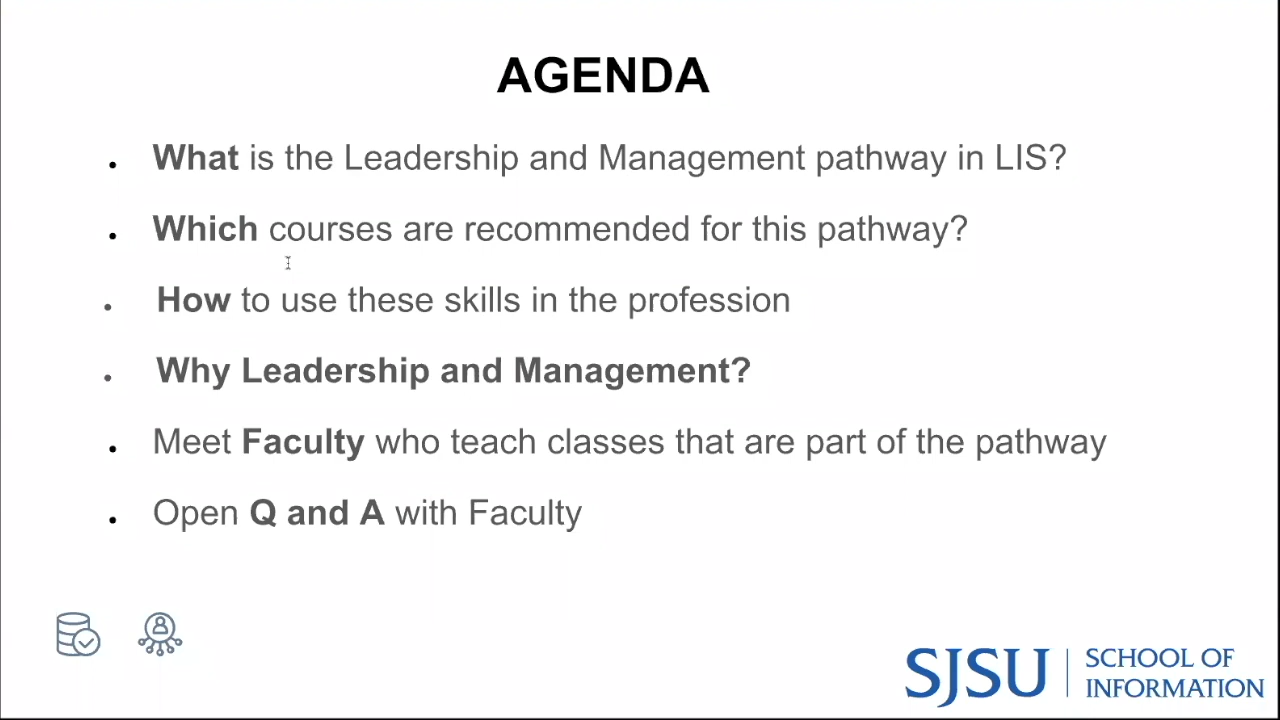 AGENDA
• What is the Leadership and Management pathway in LIS?
• Which courses are recommended for this pathway?
• How to use these skills in the profession
• Why Leadership and Management?
• Meet Faculty who teach classes that are part of the pathway
• Open Q and A with Faculty
SJSU | SCHOOL OF
INFORMATION